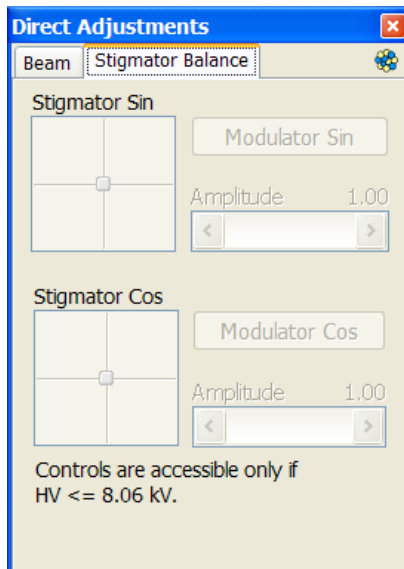 Direct Adjustments
Beam
Stigmator Balance
Stigmator Sin
Modulator Sin
Amplitude 1.00
Stigmator Cos
Modulator Cos
Amplitude 1.00
Controls are accessible only if
HV <= 8.06 kV.